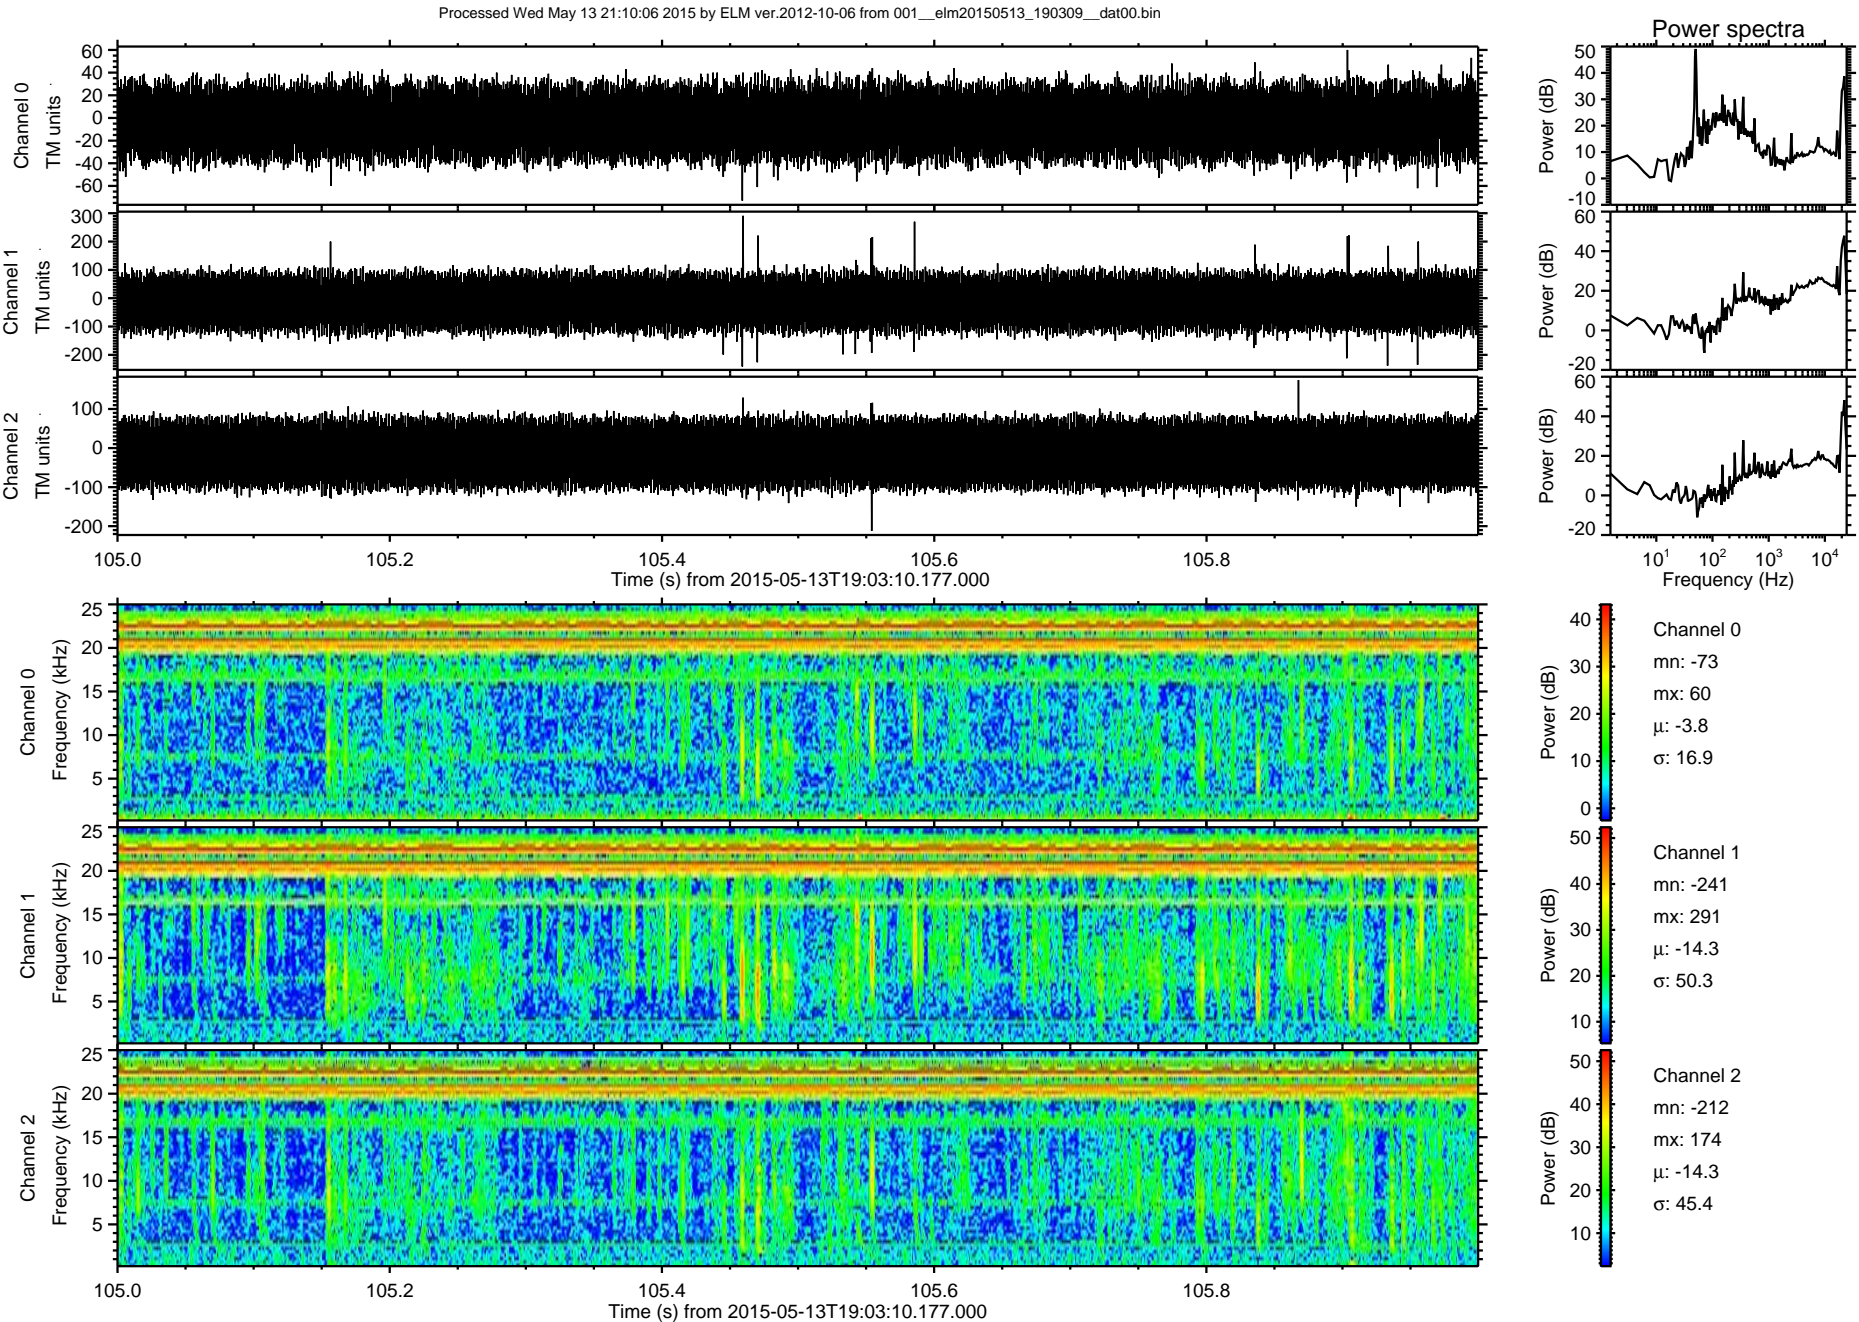 Processed Wed May 13 21:10:06 2015 by ELM ver.2012-10-06 from 001__elm20150513_190309__dat00.bin
Power spectra
Channel 0
TM units
60
40
20
0
-20
-40
-60
Power (dB)
50
40
30
20
10
0
-10
Channel 1
TM units
300
200
100
0
-100
-200
Power (dB)
60
40
20
0
-20
Channel 2
TM units
100
0
-100
-200
Power (dB)
60
40
20
0
-20
105.0 105.2 105.4 105.6 105.8
Time (s) from 2015-05-13T19:03:10.177.000
10^1 10^2 10^3 10^4
Frequency (Hz)
Channel 0
Frequency (kHz)
25
20
15
10
5
Power (dB)
40
30
20
10
0
Channel 0
mn: -73
mx: 60
μ: -3.8
σ: 16.9
Channel 1
Frequency (kHz)
25
20
15
10
5
Power (dB)
50
40
30
20
10
Channel 1
mn: -241
mx: 291
μ: -14.3
σ: 50.3
Channel 2
Frequency (kHz)
25
20
15
10
5
Power (dB)
50
40
30
20
10
Channel 2
mn: -212
mx: 174
μ: -14.3
σ: 45.4
105.0 105.2 105.4 105.6 105.8
Time (s) from 2015-05-13T19:03:10.177.000